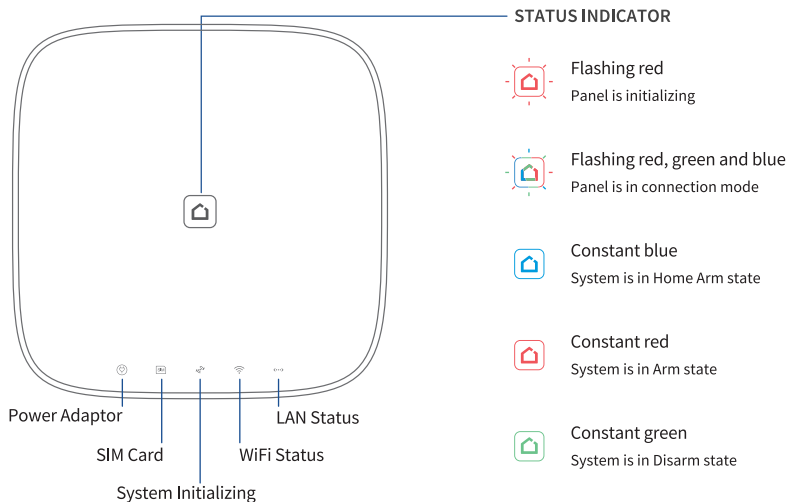 STATUS INDICATOR
Flashing red
Panel is initializing
Flashing red, green and blue
Panel is in connection mode
Constant blue
System is in Home Arm state
Constant red
System is in Arm state
Constant green
System is in Disarm state
Power Adaptor
LAN Status
SIM Card
WiFi Status
System Initializing